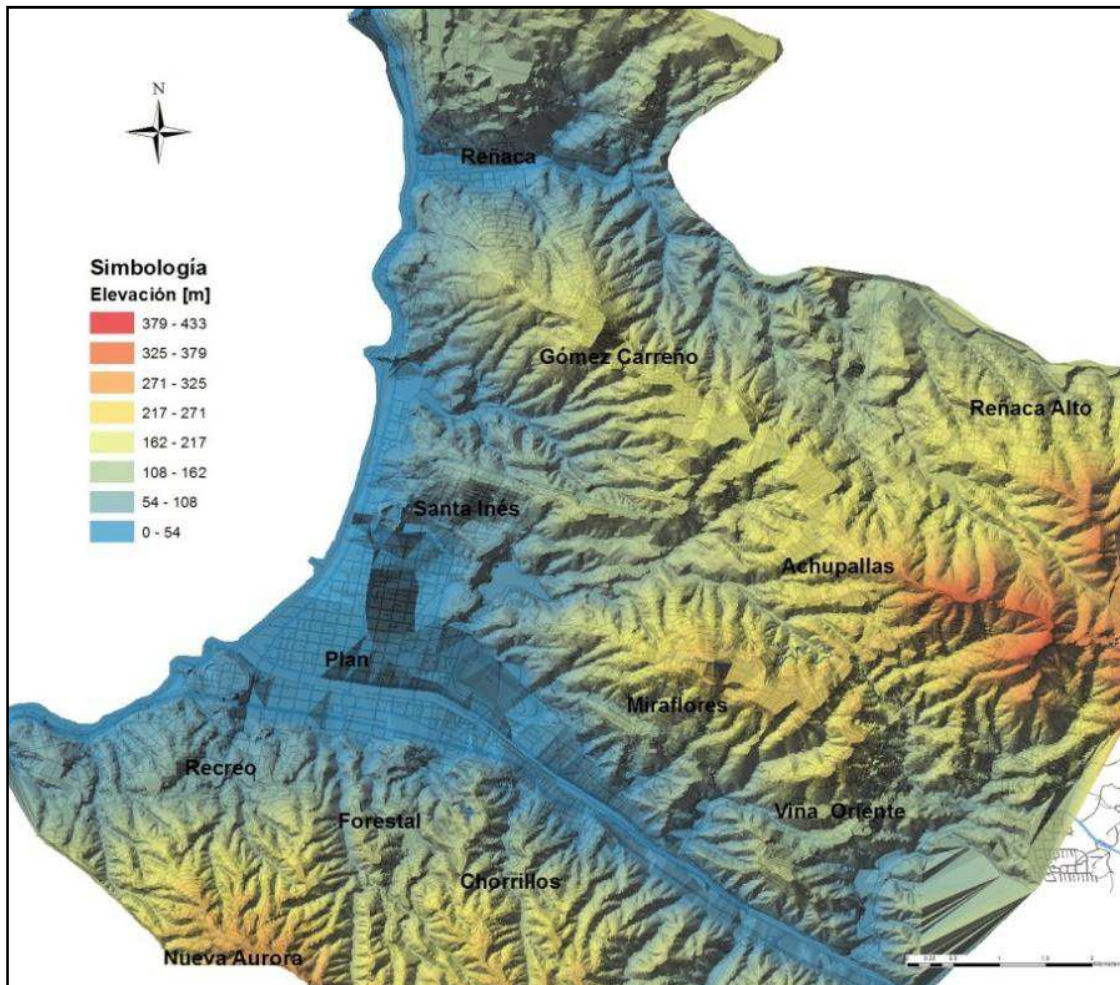 N
Reñaca
Simbología
Elevación [m]
379 - 433
325 - 379
271 - 325
217 - 271
162 - 217
108 - 162
54 - 108
0 - 54
Gómez Carreño
Reñaca Alto
Santa Inés
Achupallas
Plan
Miraflores
Recreo
Viña Oriente
Forestal
Chorrillos
Nueva Aurora